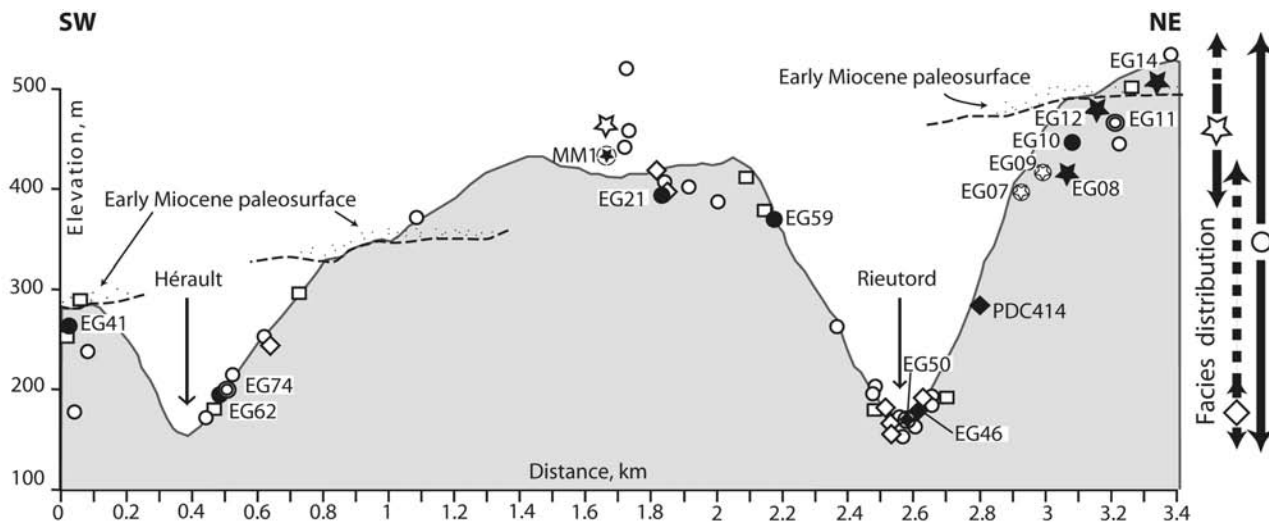 SW
NE
500
400
300
200
100
Elevation, m
Early Miocene paleosurface
Early Miocene paleosurface
Hérault
Rieutord
EG41
EG74
EG62
MM1
EG21
EG59
EG50
EG46
PDC414
EG07
EG09
EG08
EG10
EG12
EG11
EG14
Facies distribution
Distance, km
0 0.2 0.4 0.6 0.8 1 1.2 1.4 1.6 1.8 2 2.2 2.4 2.6 2.8 3 3.2 3.4